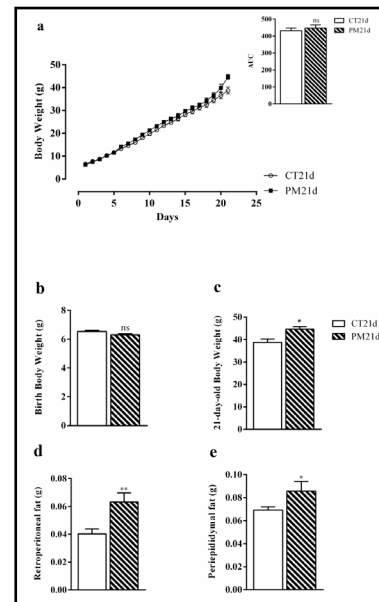 a
500
400
300
200
100
0
AUC
ns
CT21d
PM21d
50
40
30
20
10
0
Body Weight (g)
0 5 10 15 20 25
Days
CT21d
PM21d
b
8
6
4
2
0
Birth Body Weight (g)
ns
c
50
40
30
20
10
0
21-day-old Body Weight (g)
*
CT21d
PM21d
d
0.08
0.06
0.04
0.02
0.00
Retroperitoneal fat (g)
**
e
0.10
0.08
0.06
0.04
0.02
0.00
Periepididymal fat (g)
*